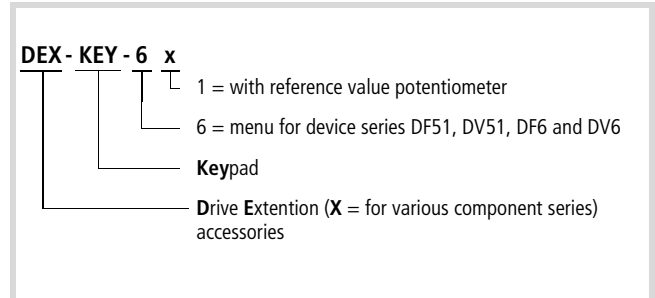 DEX - KEY - 6 x
1 = with reference value potentiometer
6 = menu for device series DF51, DV51, DF6 and DV6
Keypad
Drive Extention (X = for various component series)
accessories